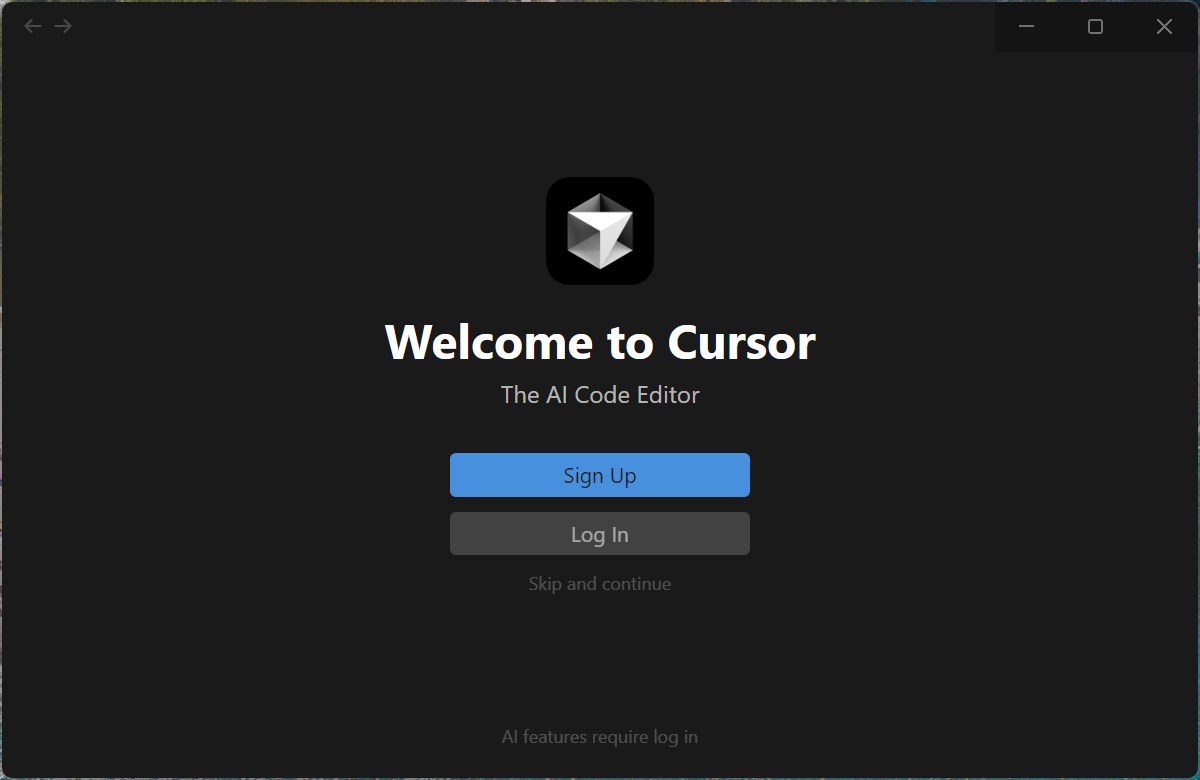 Welcome to Cursor
The AI Code Editor
Sign Up
Log In
Skip and continue
AI features require log in